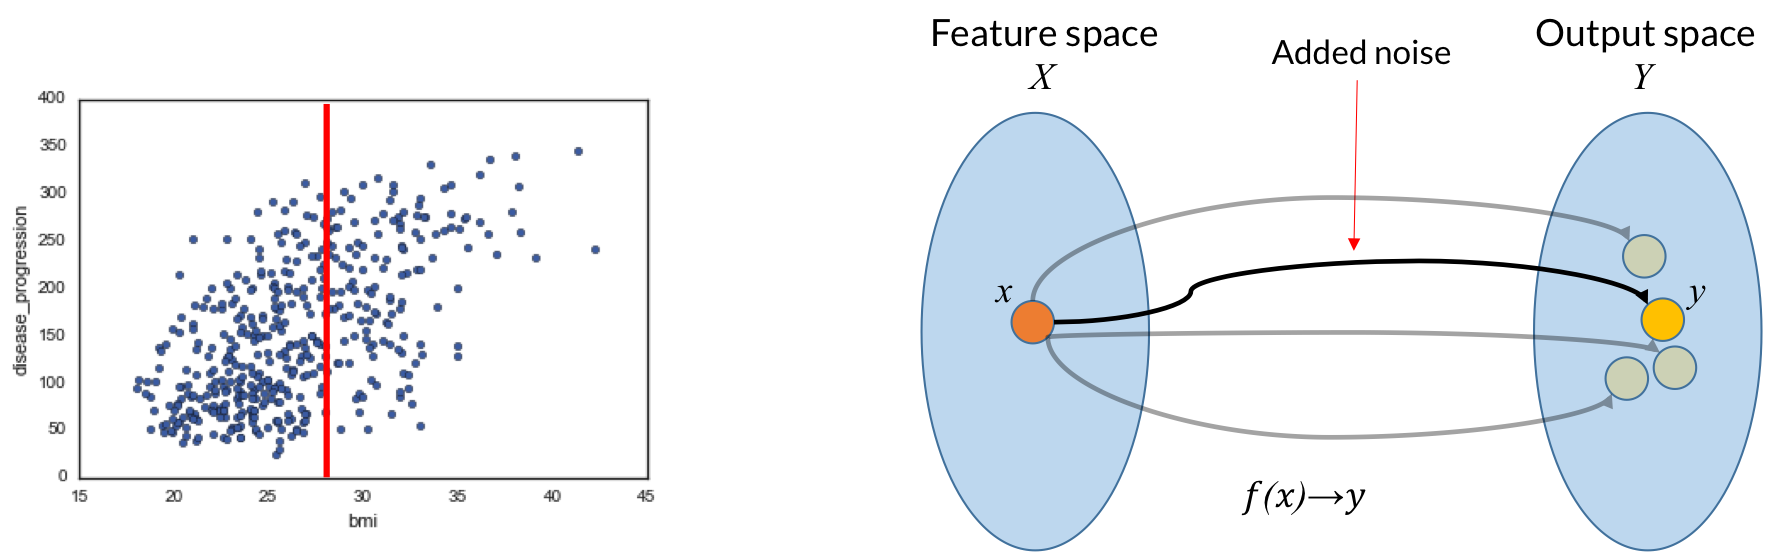 400
350
300
250
200
150
100
50
0
disease_progression
15 20 25 30 35 40 45
bmi
Feature space
X
Added noise
Output space
Y
x
y
f(x)→y